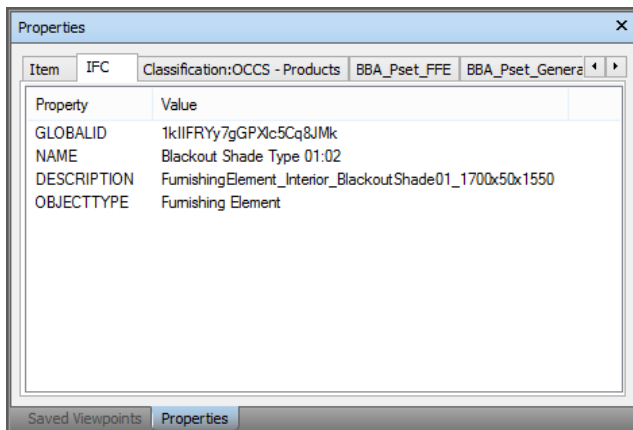 Properties
Item IFC Classification:OCCS - Products BBA_Pset_FFE BBA_Pset_Genera
Property Value
GLOBALID 1kIIFRYy7gGPXlc5Cq8JMk
NAME Blackout Shade Type 01:02
DESCRIPTION FurnishingElement_Interior_BlackoutShade01_1700x50x1550
OBJECTTYPE Furnishing Element
Saved Viewpoints Properties